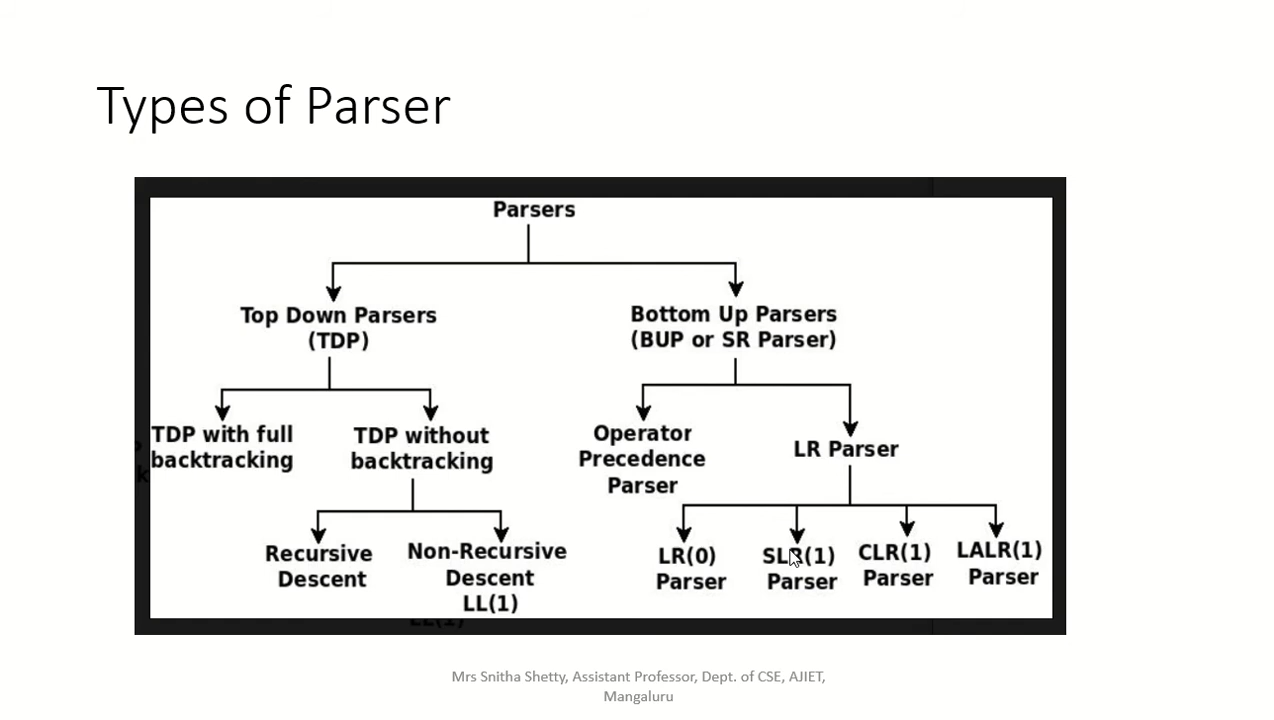 Types of Parser
Parsers
Top Down Parsers
(TDP)
Bottom Up Parsers
(BUP or SR Parser)
TDP with full
backtracking
TDP without
backtracking
Operator
Precedence
Parser
LR Parser
Recursive
Descent
Non-Recursive
Descent
LL(1)
LR(0)
Parser
SLR(1)
Parser
CLR(1)
Parser
LALR(1)
Parser
Mrs Snitha Shetty, Assistant Professor, Dept. of CSE, AJIET,
Mangaluru